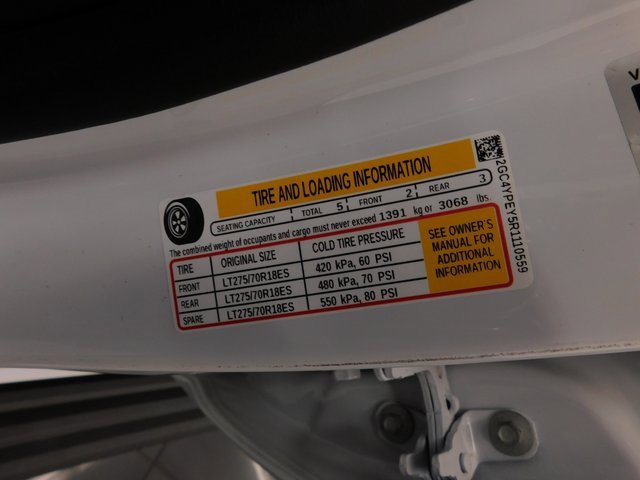 TIRE AND LOADING INFORMATION
SEATING CAPACITY TOTAL 5 FRONT 2 REAR 3
The combined weight of occupants and cargo must never exceed 1391 kg or 3068 lbs
TIRE ORIGINAL SIZE COLD TIRE PRESSURE
FRONT LT275/70R18ES 420 kPa, 60 PSI
REAR LT275/70R18ES 480 kPa, 70 PSI
SPARE LT275/70R18ES 550 kPa, 80 PSI
SEE OWNER'S
MANUAL FOR
ADDITIONAL
INFORMATION
2GC4YPEY5R1110559
V